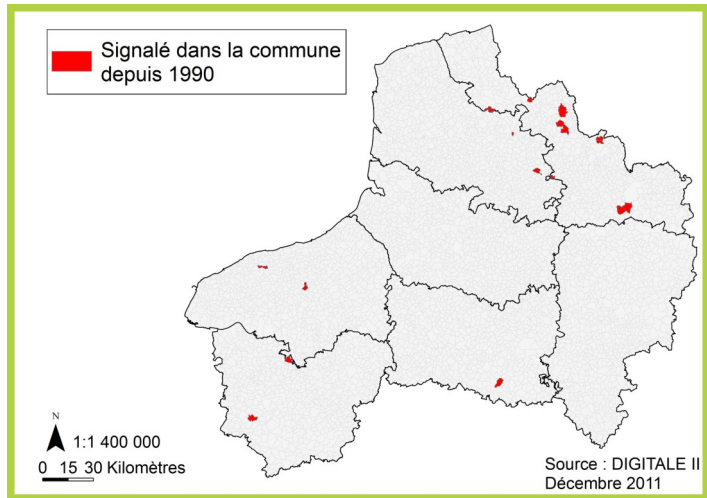 Signalé dans la commune
depuis 1990
N
1:1 400 000
0 15 30 Kilomètres
Source : DIGITALE II
Décembre 2011